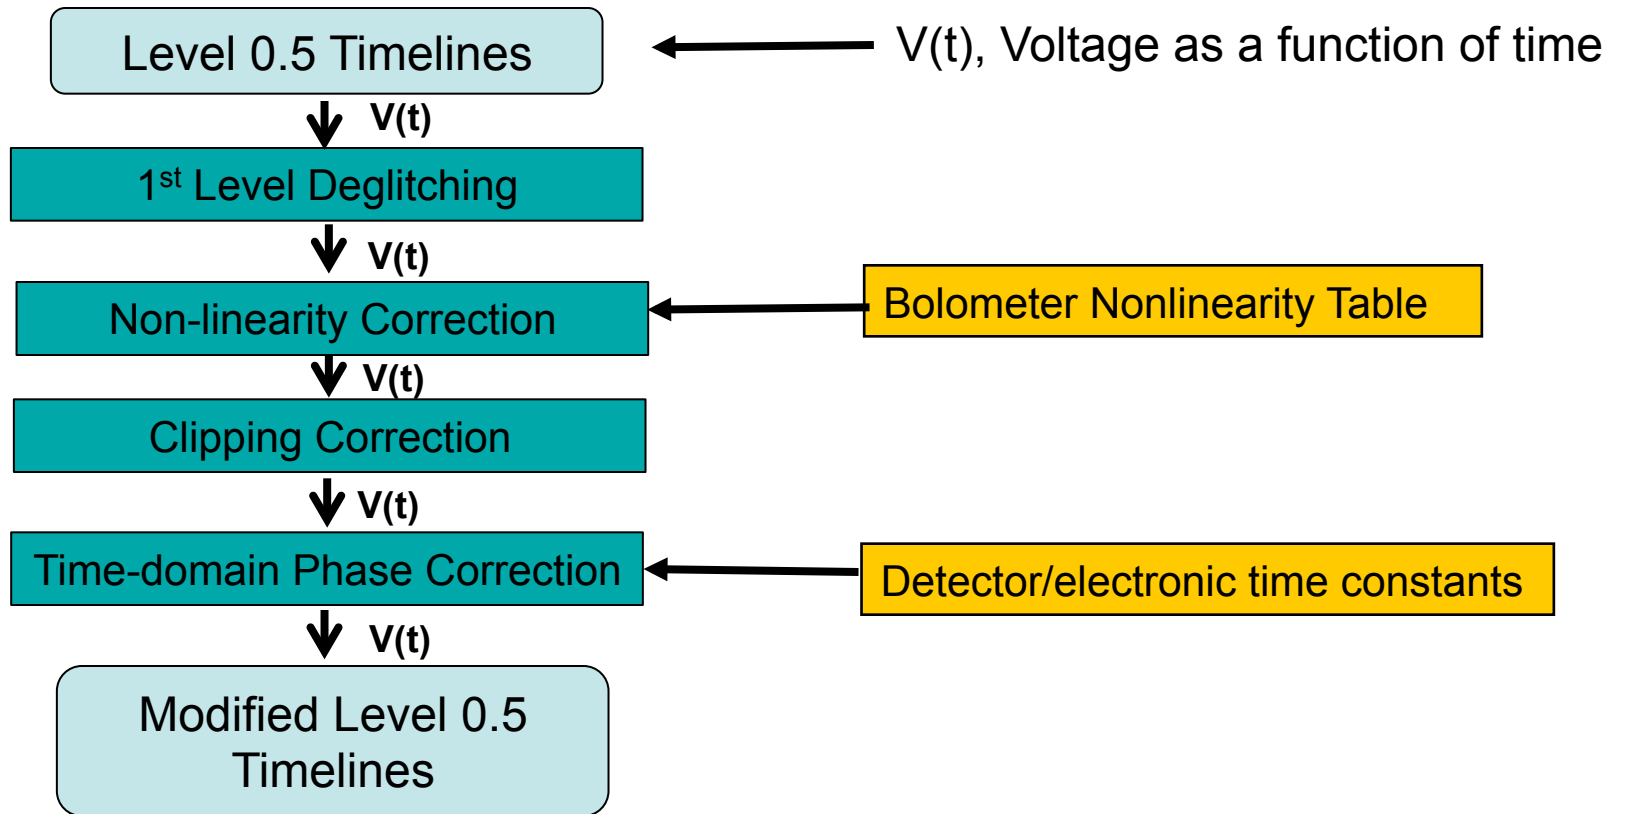 Level 0.5 Timelines
V(t), Voltage as a function of time
V(t)
1st Level Deglitching
V(t)
Non-linearity Correction
Bolometer Nonlinearity Table
V(t)
Clipping Correction
V(t)
Time-domain Phase Correction
Detector/electronic time constants
V(t)
Modified Level 0.5
Timelines